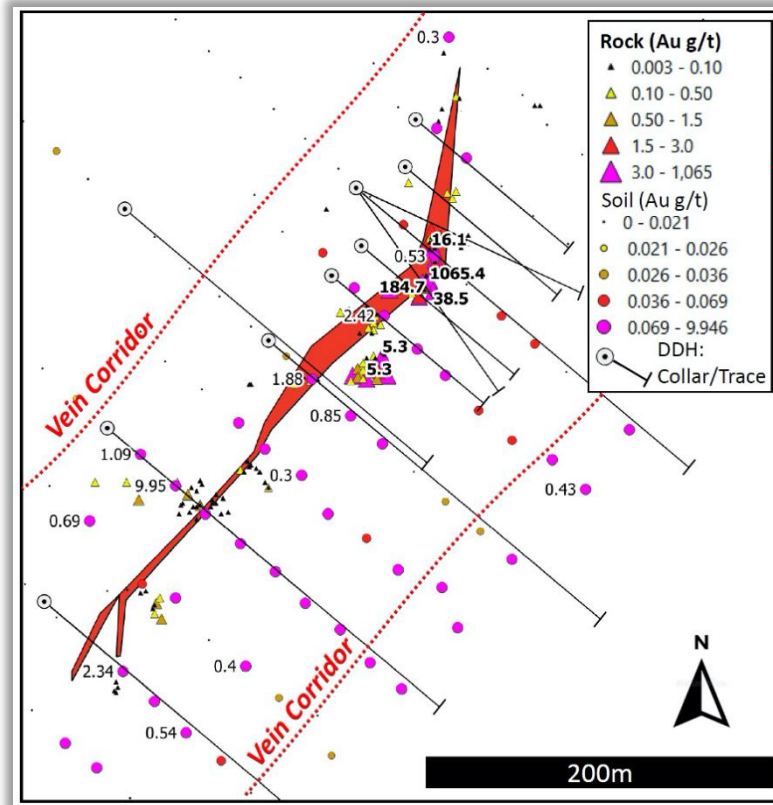 0.3
Rock (Au g/t)
0.003 - 0.10
0.10 - 0.50
0.50 - 1.5
1.5 - 3.0
3.0 - 1,065
Soil (Au g/t)
0 - 0.021
0.021 - 0.026
0.026 - 0.036
0.036 - 0.069
0.069 - 9.946
DDH:
Collar/Trace
16.1
0.53
1065.4
184.7
38.5
2.42
5.3
5.3
1.88
0.85
Vein Corridor
1.09
9.95
0.3
0.43
0.69
Vein Corridor
2.34
0.4
0.54
N
200m